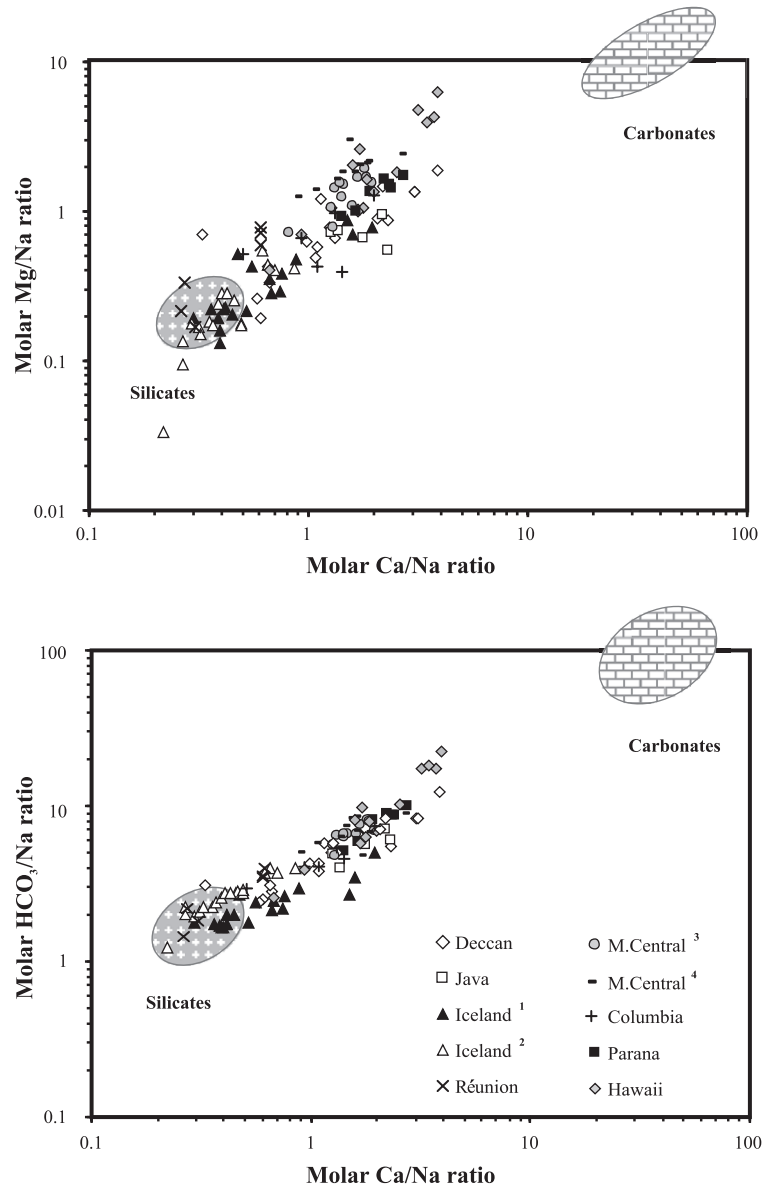 10
1
0.1
0.01
Molar Mg/Na ratio
Carbonates
Silicates
0.1
1
10
100
Molar Ca/Na ratio
100
10
1
0.1
Molar HCO3/Na ratio
Carbonates
Silicates
Deccan
Java
Iceland 1
Iceland 2
Réunion
M.Central 3
M.Central 4
Columbia
Parana
Hawaii
0.1
1
10
100
Molar Ca/Na ratio